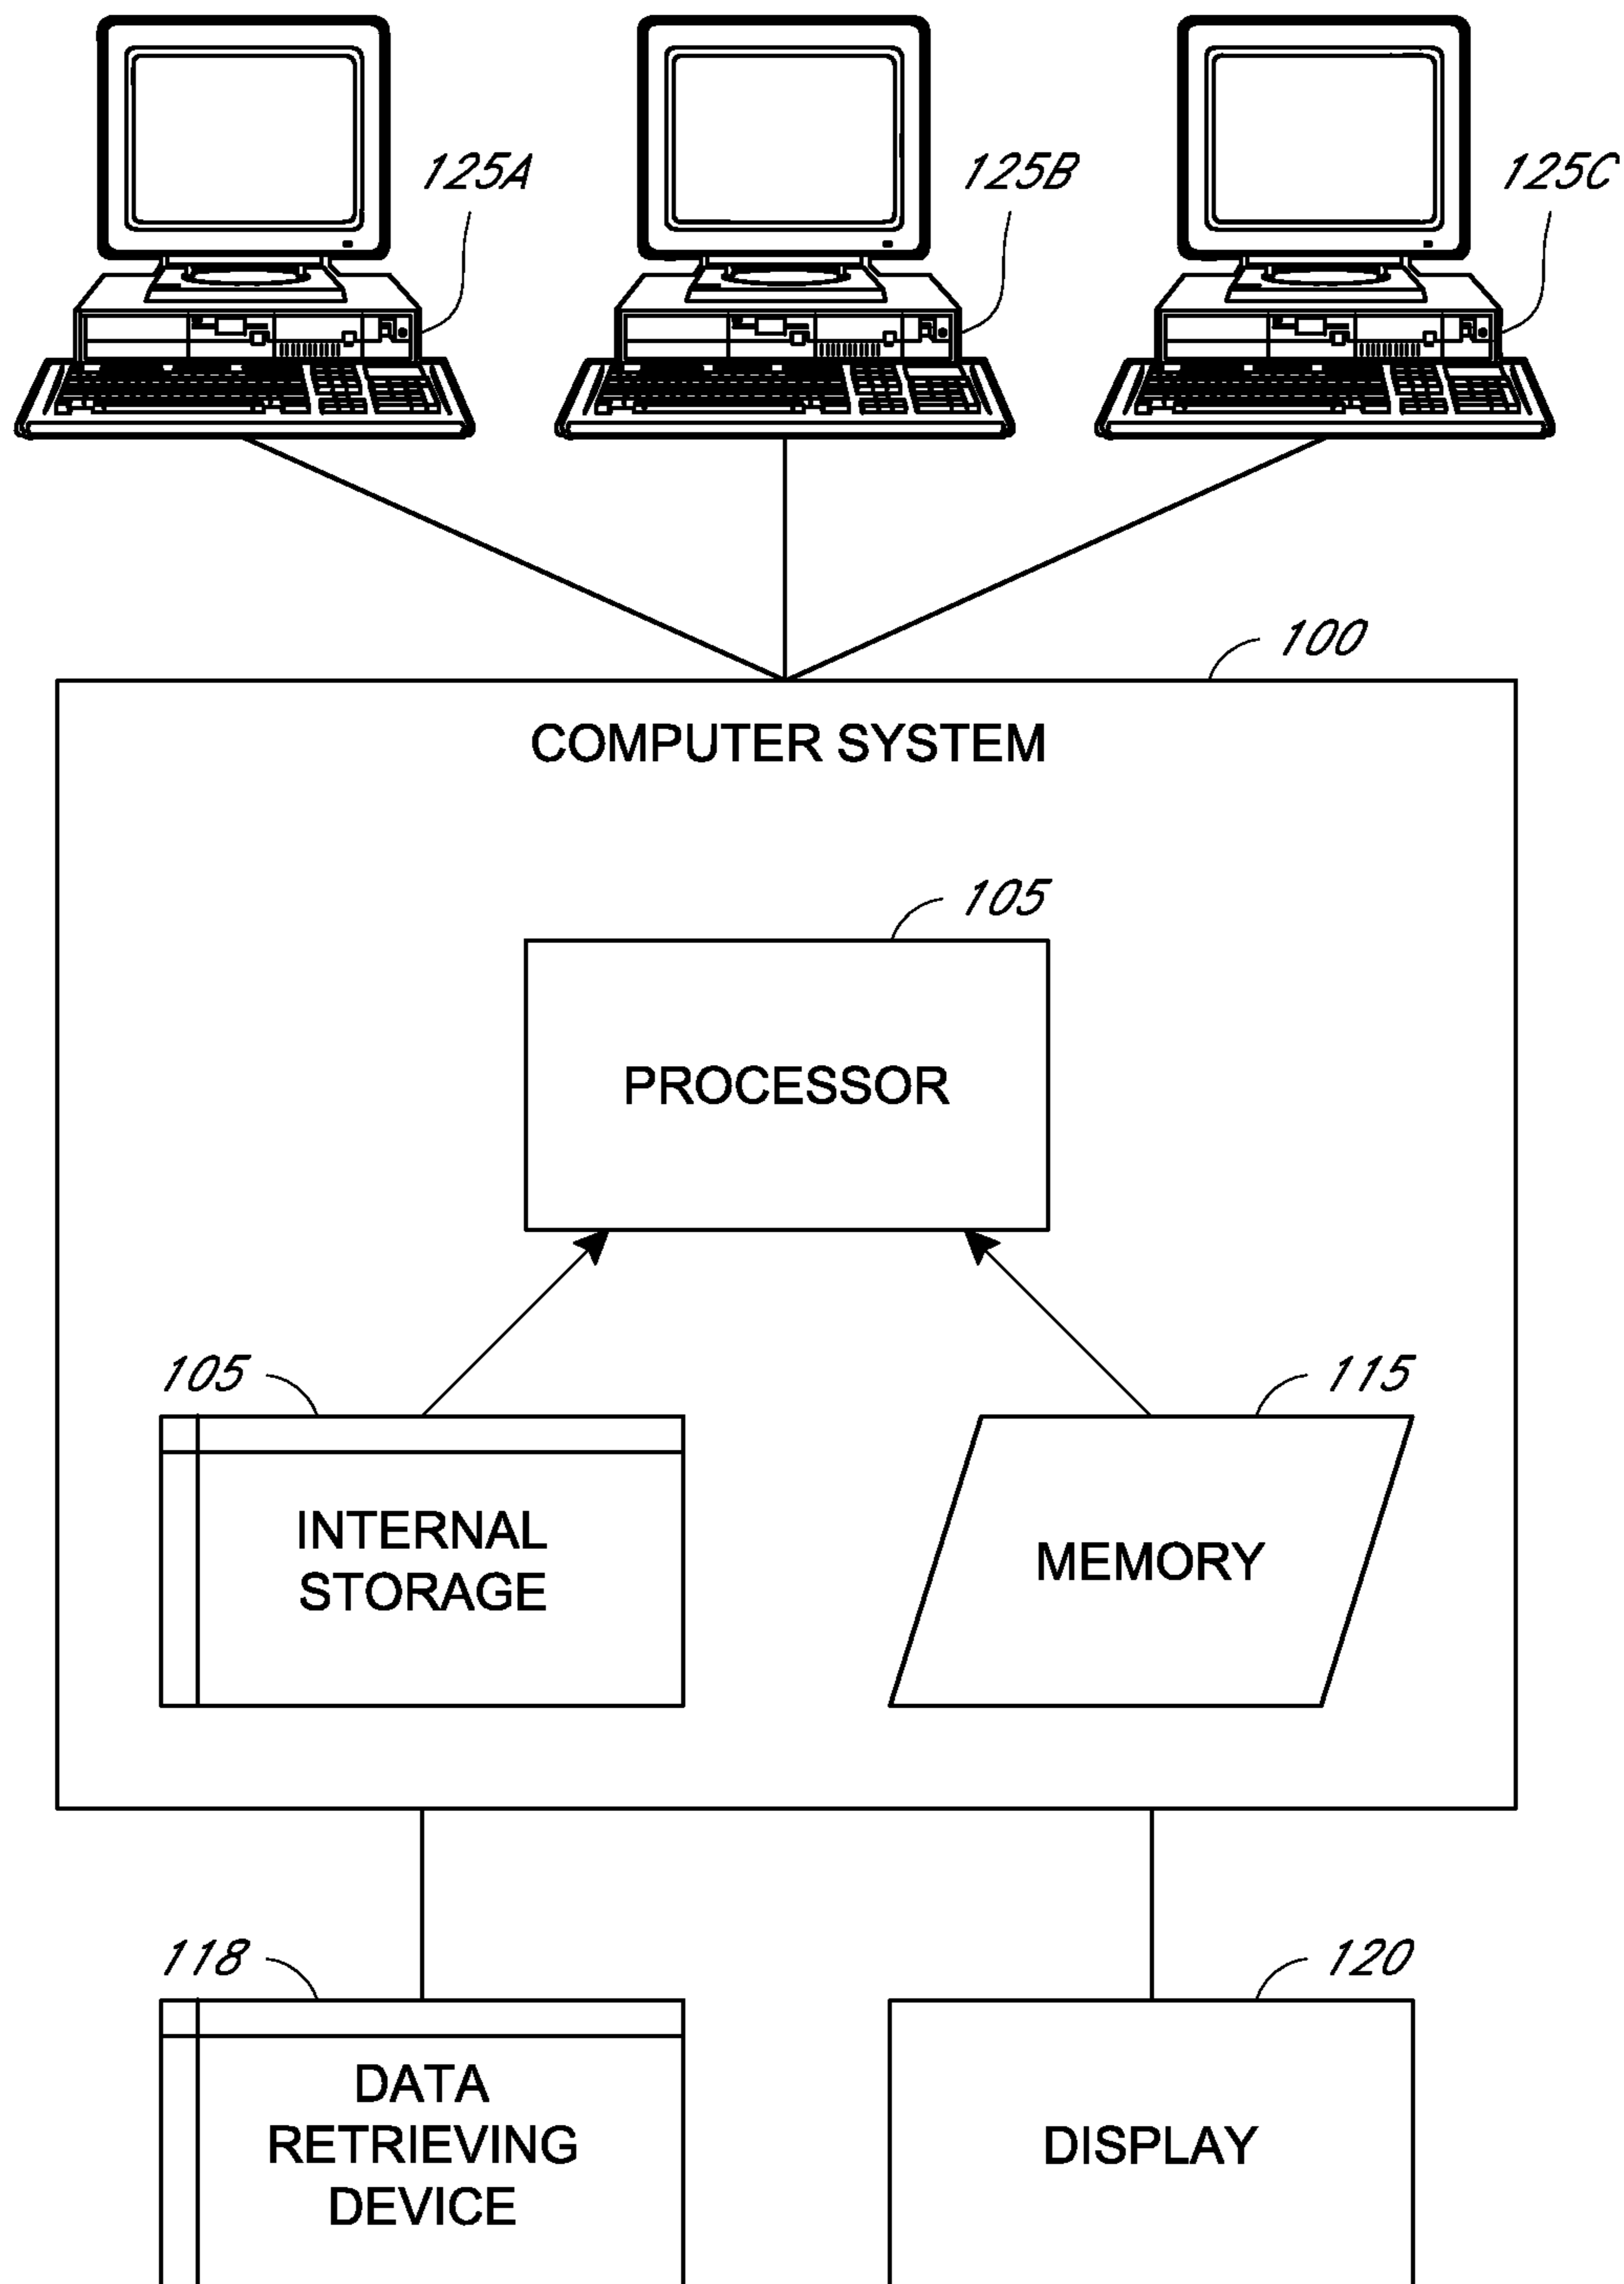 125A
125B
125C
100
COMPUTER SYSTEM
105
PROCESSOR
105
115
INTERNAL
STORAGE
MEMORY
118
120
DATA
RETRIEVING
DEVICE
DISPLAY